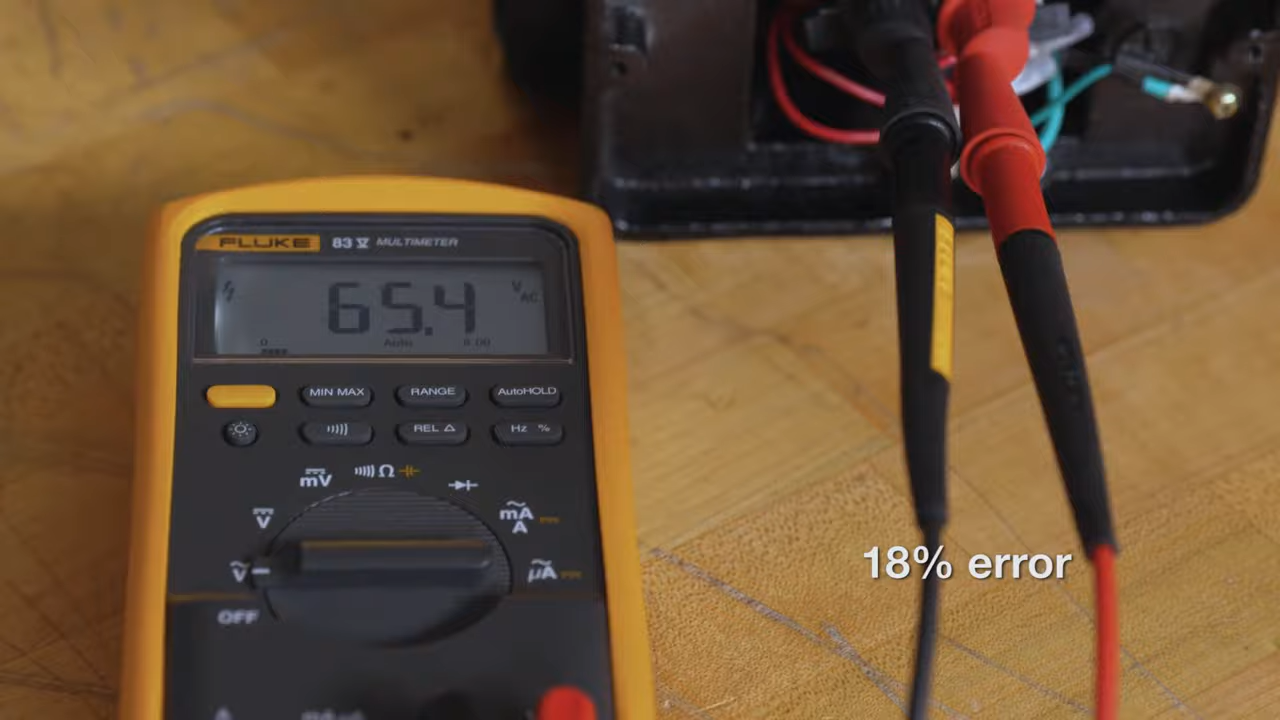 FLUKE 83 V MULTIMETER
65.4 V AC
0 Auto
MIN MAX RANGE AutoHOLD
REL Δ Hz %
mV Ω
V mA
A
V µA
OFF
18% error